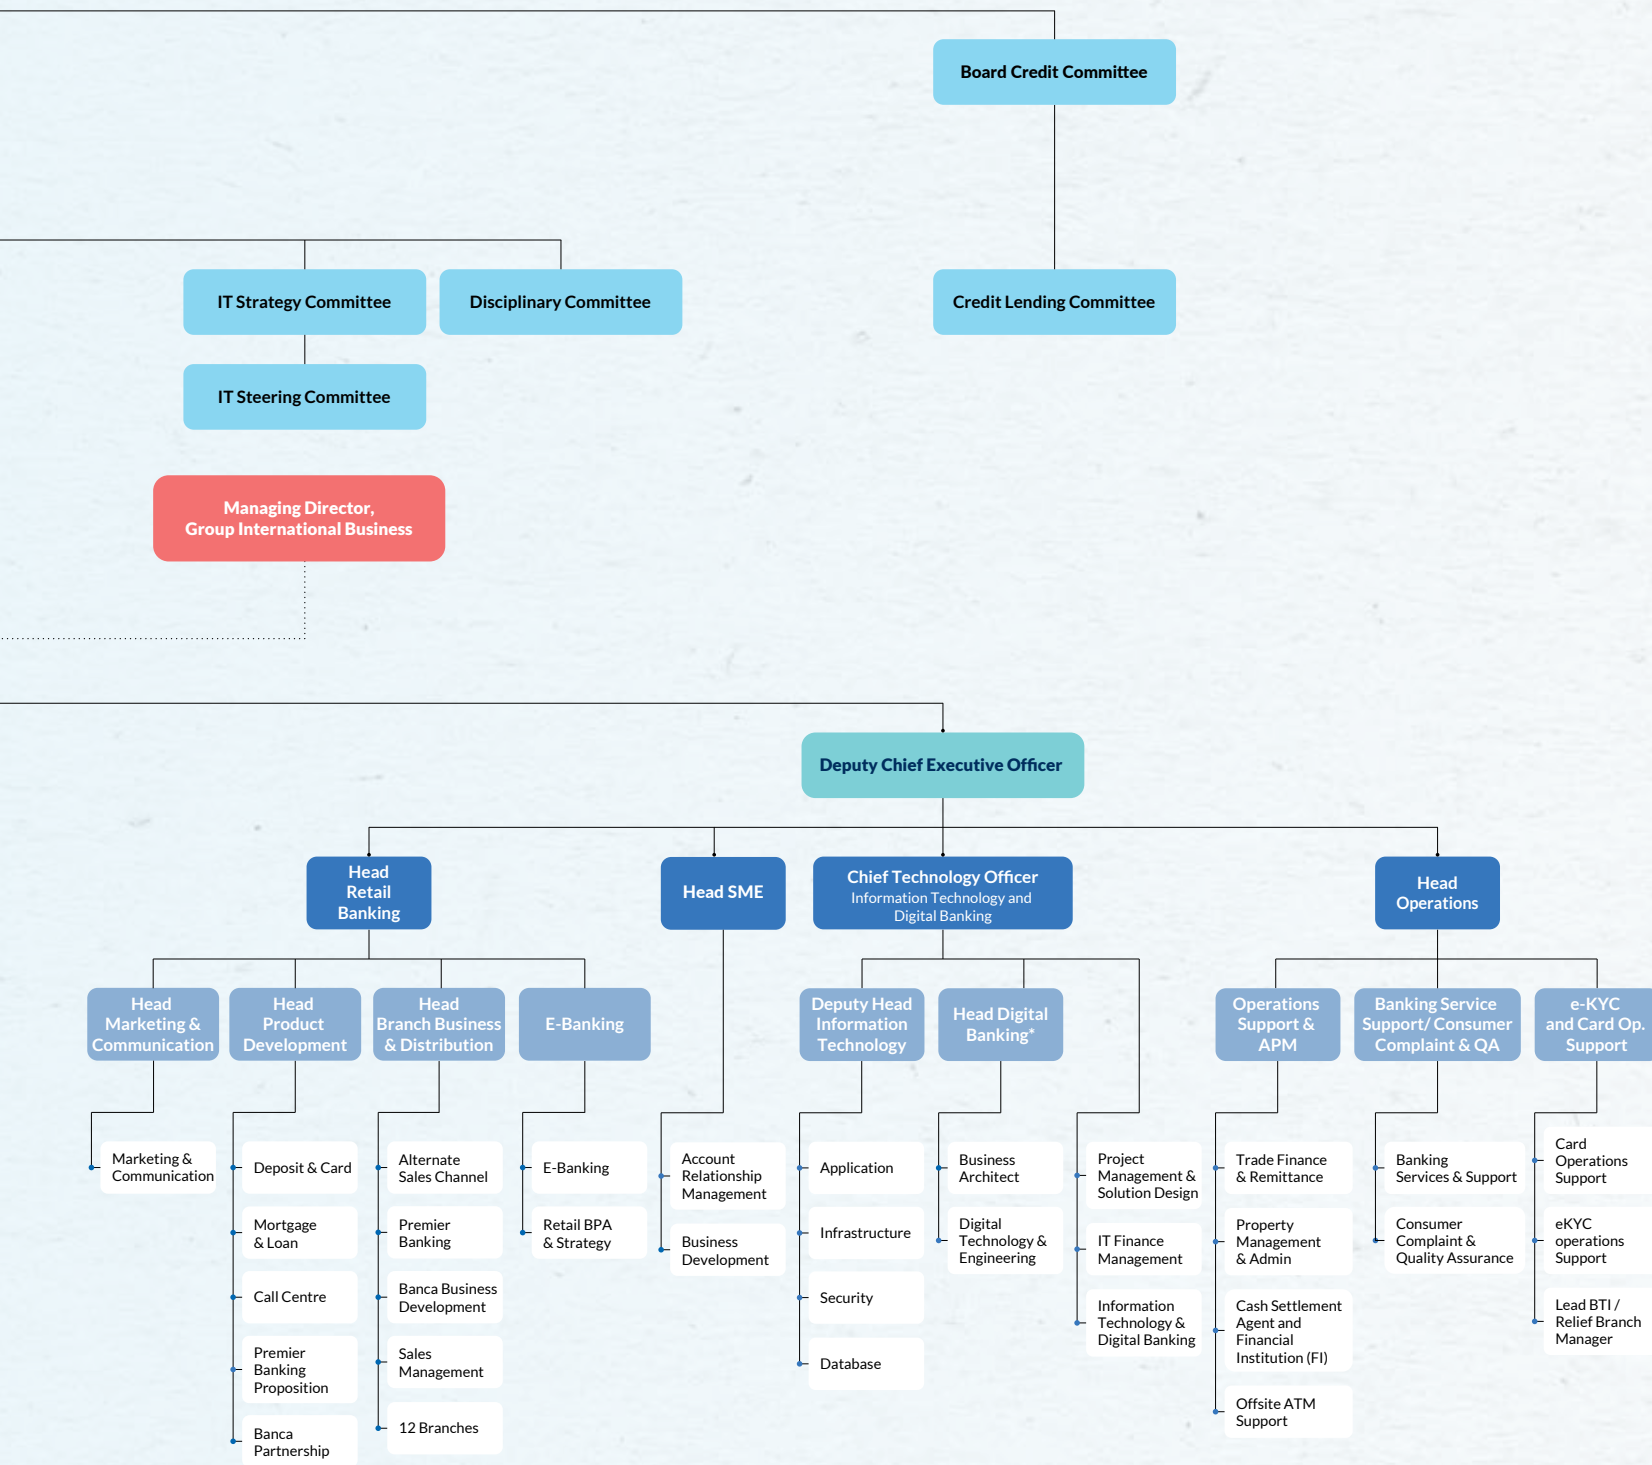 Board Credit Committee
IT Strategy Committee
Disciplinary Committee
Credit Lending Committee
IT Steering Committee
Managing Director,
Group International Business
Deputy Chief Executive Officer
Head
Retail
Banking
Head SME
Chief Technology Officer
Information Technology and
Digital Banking
Head
Operations
Head
Marketing &
Communication
Head
Product
Development
Head
Branch Business
& Distribution
E-Banking
Deputy Head
Information
Technology
Head Digital
Banking*
Operations
Support &
APM
Banking Service
Support/ Consumer
Complaint & QA
e-KYC
and Card Op.
Support
Marketing &
Communication
Deposit & Card
Mortgage
& Loan
Call Centre
Premier
Banking
Proposition
Banca
Partnership
Alternate
Sales Channel
Premier
Banking
Banca Business
Development
Sales
Management
12 Branches
E-Banking
Retail BPA
& Strategy
Account
Relationship
Management
Business
Development
Application
Infrastructure
Security
Database
Business
Architect
Digital
Technology &
Engineering
Project
Management &
Solution Design
IT Finance
Management
Information
Technology &
Digital Banking
Trade Finance
& Remittance
Property
Management
& Admin
Cash Settlement
Agent and
Financial
Institution (FI)
Offsite ATM
Support
Banking
Services & Support
Consumer
Complaint &
Quality Assurance
Card
Operations
Support
eKYC
operations
Support
Lead BTI /
Relief Branch
Manager